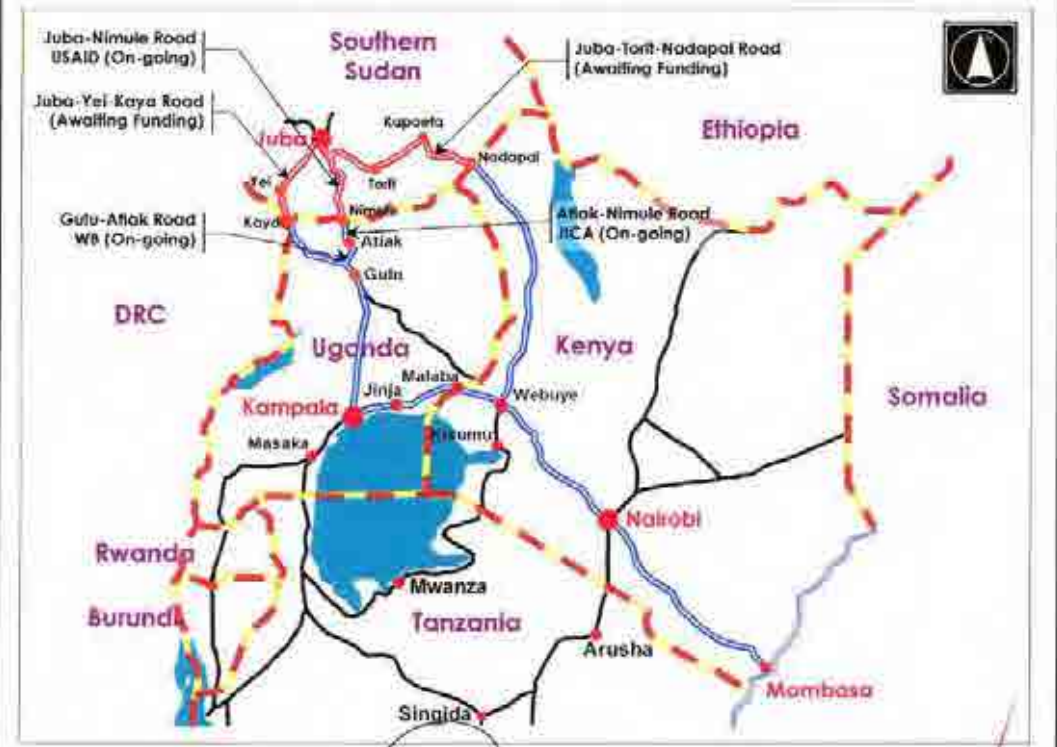 Juba-Nimule Road
USAID (On-going)
Southern
Sudan
Juba-Torit-Nadapal Road
(Awaiting Funding)
Juba-Yei-Kaya Road
(Awaiting Funding)
Kapoeta
Ethiopia
Juba
Nadapal
Yei
Torit
Nimule
Kaya
Gulu-Atiak Road
WB (On-going)
Atiak-Nimule Road
JICA (On-going)
Atiak
Gulu
DRC
Uganda
Kenya
Malaba
Jinja
Webuye
Somalia
Kampala
Kisumu
Masaka
Nairobi
Rwanda
Mwanza
Burundi
Tanzania
Arusha
Mombasa
Singida